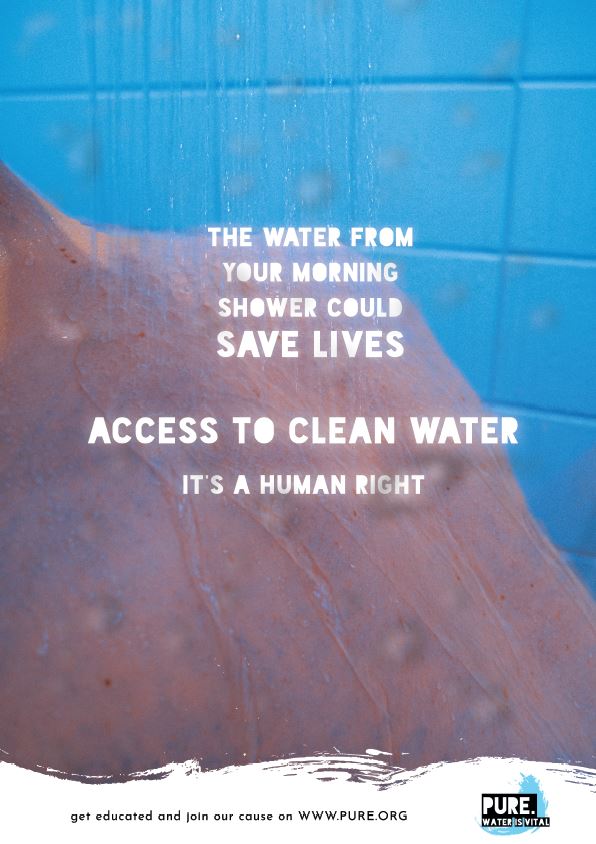 THE WATER FROM
YOUR MORNING
SHOWER COULD
SAVE LIVES
ACCESS TO CLEAN WATER
IT'S A HUMAN RIGHT
get educated and join our cause on WWW.PURE.ORG
PURE.
WATER IS VITAL